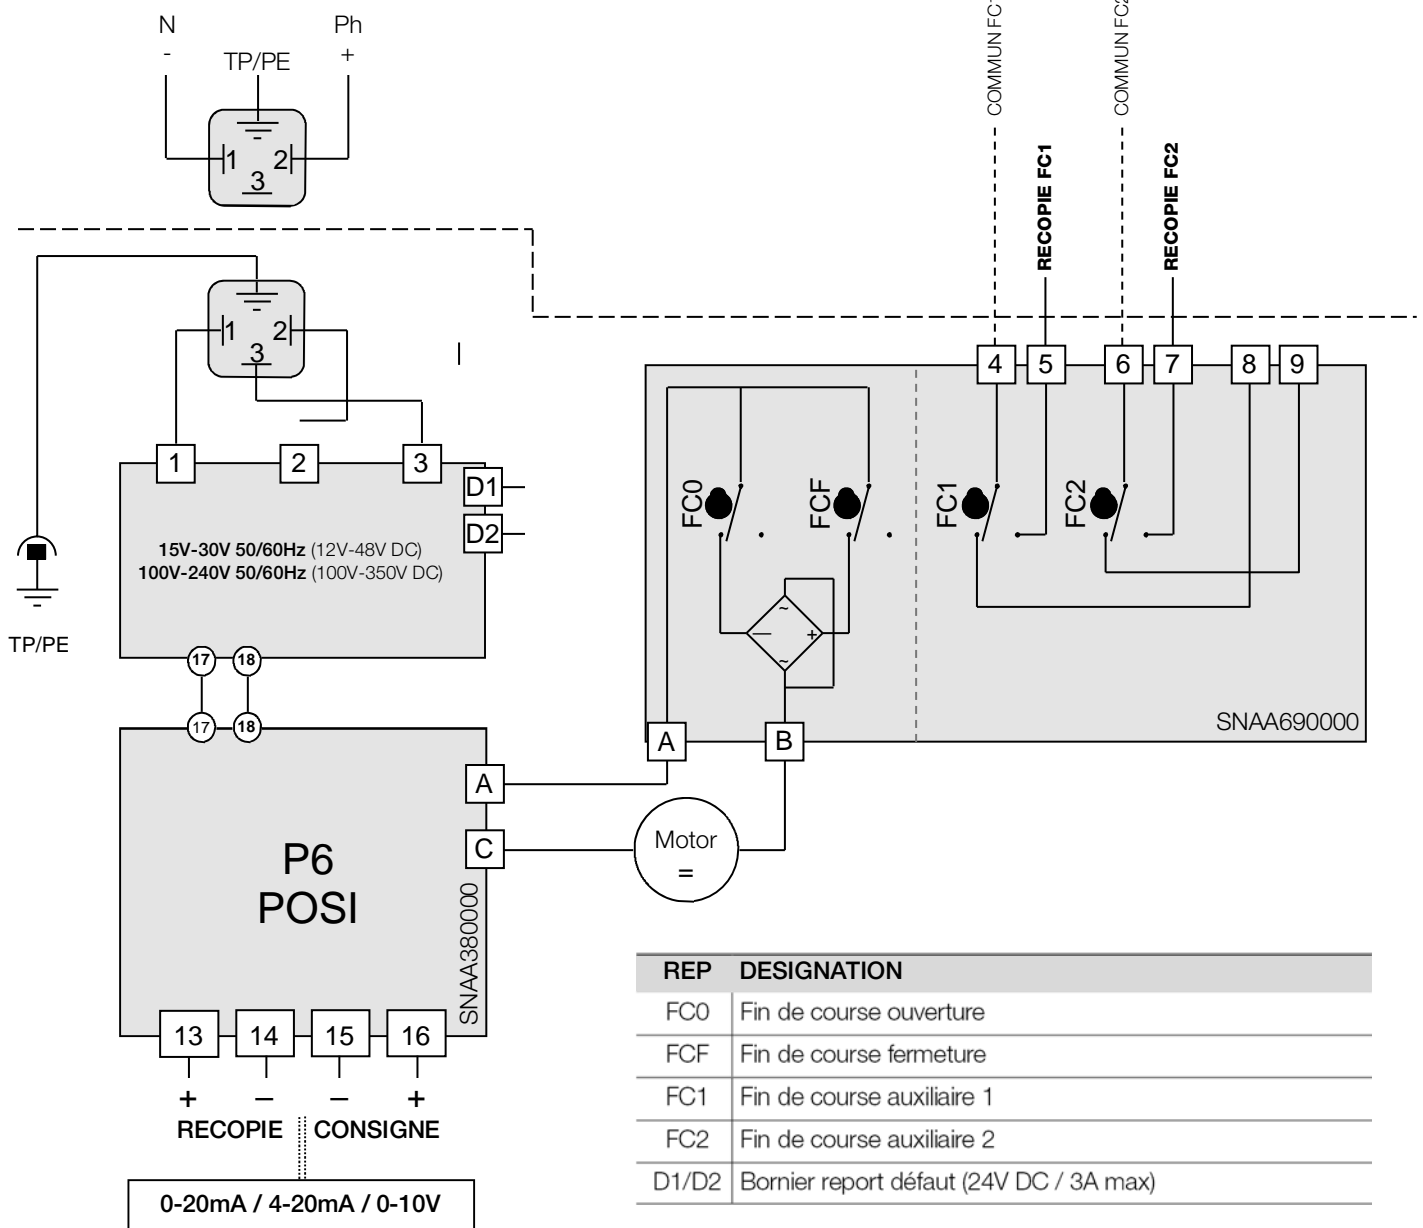 N
-
TP/PE
Ph
+
1
2
3
COMMUN FC1
RECOPIE FC1
COMMUN FC2
RECOPIE FC2
1
2
3
1
2
3
D1
D2
15V-30V 50/60Hz (12V-48V DC)
100V-240V 50/60Hz (100V-350V DC)
TP/PE
17
18
17
18
4
5
6
7
8
9
FC0
FCF
FC1
FC2
~
—
+
~
SNAA690000
A
B
A
C
Motor
=
P6
POSI
SNAA380000
13
14
15
16
+
–
–
+
RECOPIE
CONSIGNE
0-20mA / 4-20mA / 0-10V
REP DESIGNATION
FC0 Fin de course ouverture
FCF Fin de course fermeture
FC1 Fin de course auxiliaire 1
FC2 Fin de course auxiliaire 2
D1/D2 Bornier report défaut (24V DC / 3A max)